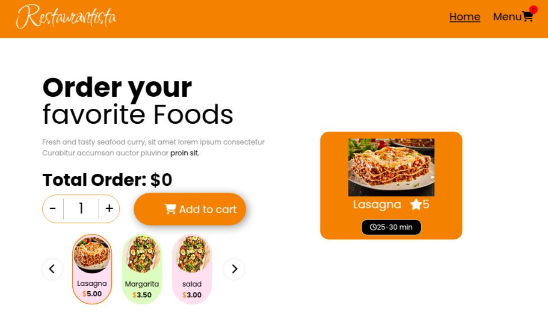 Restaurantista
Home Menu
Order your
favorite Foods
Fresh and tasty seafood curry, sit amet lorem ipsum consectetur
Curabitur accumsan auctor pluvinar proin sit.
Total Order: $0
- 1 +
Add to cart
Lasagna 5
25-30 min
Lasagna
$5.00
Margarita
$3.50
salad
$3.00